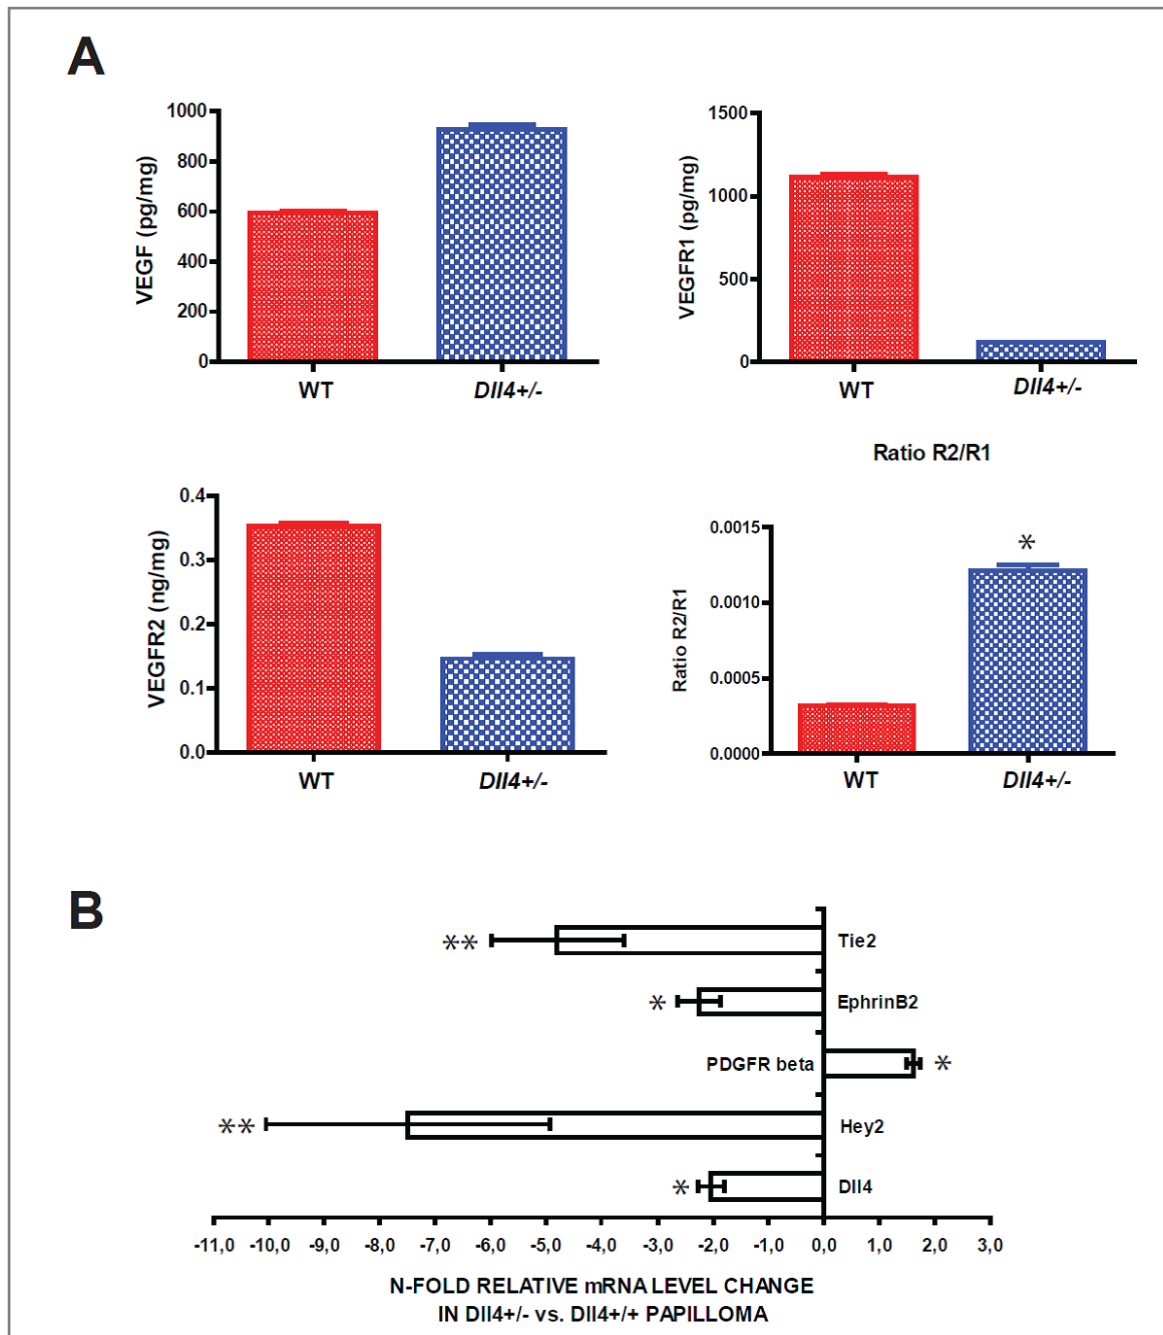 A
VEGF (pg/mg)
1000
800
600
400
200
0
WT
Dll4+/-
VEGFR1 (pg/mg)
1500
1000
500
0
WT
Dll4+/-
VEGFR2 (ng/mg)
0.4
0.3
0.2
0.1
0.0
WT
Dll4+/-
Ratio R2/R1
Ratio R2/R1
0.0015
0.0010
0.0005
0.0000
*
WT
Dll4+/-
B
** Tie2
* EphrinB2
PDGFR beta *
** Hey2
* Dll4
-11,0 -10,0 -9,0 -8,0 -7,0 -6,0 -5,0 -4,0 -3,0 -2,0 -1,0 0,0 1,0 2,0 3,0
N-FOLD RELATIVE mRNA LEVEL CHANGE
IN Dll4+/- vs. Dll4+/+ PAPILLOMA